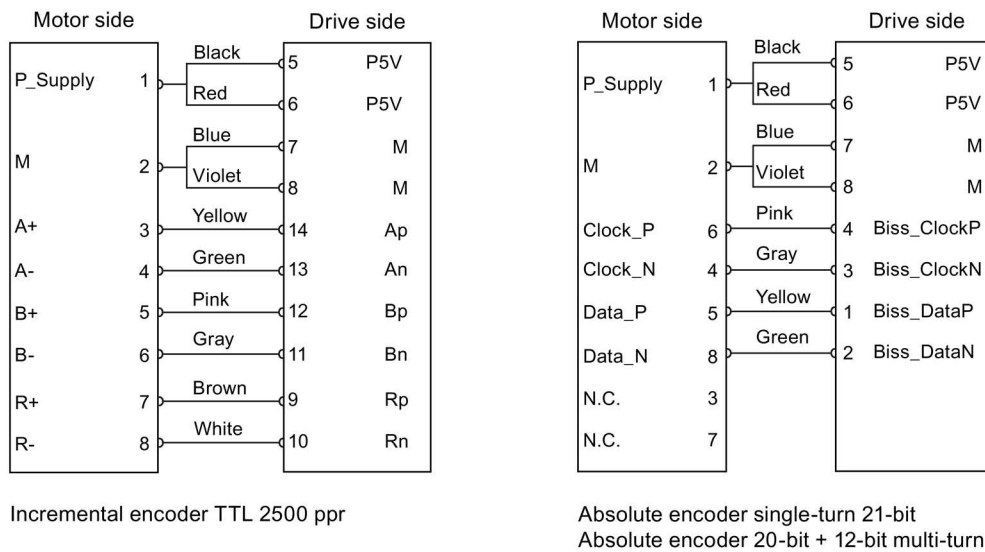 Motor side
Drive side
P_Supply 1 Black 5 P5V
Red 6 P5V
M 2 Blue 7 M
Violet 8 M
A+ 3 Yellow 14 Ap
A- 4 Green 13 An
B+ 5 Pink 12 Bp
B- 6 Gray 11 Bn
R+ 7 Brown 9 Rp
R- 8 White 10 Rn
Incremental encoder TTL 2500 ppr
Motor side
Drive side
P_Supply 1 Black 5 P5V
Red 6 P5V
M 2 Blue 7 M
Violet 8 M
Clock_P 6 Pink 4 Biss_ClockP
Clock_N 4 Gray 3 Biss_ClockN
Data_P 5 Yellow 1 Biss_DataP
Data_N 8 Green 2 Biss_DataN
N.C. 3
N.C. 7
Absolute encoder single-turn 21-bit
Absolute encoder 20-bit + 12-bit multi-turn